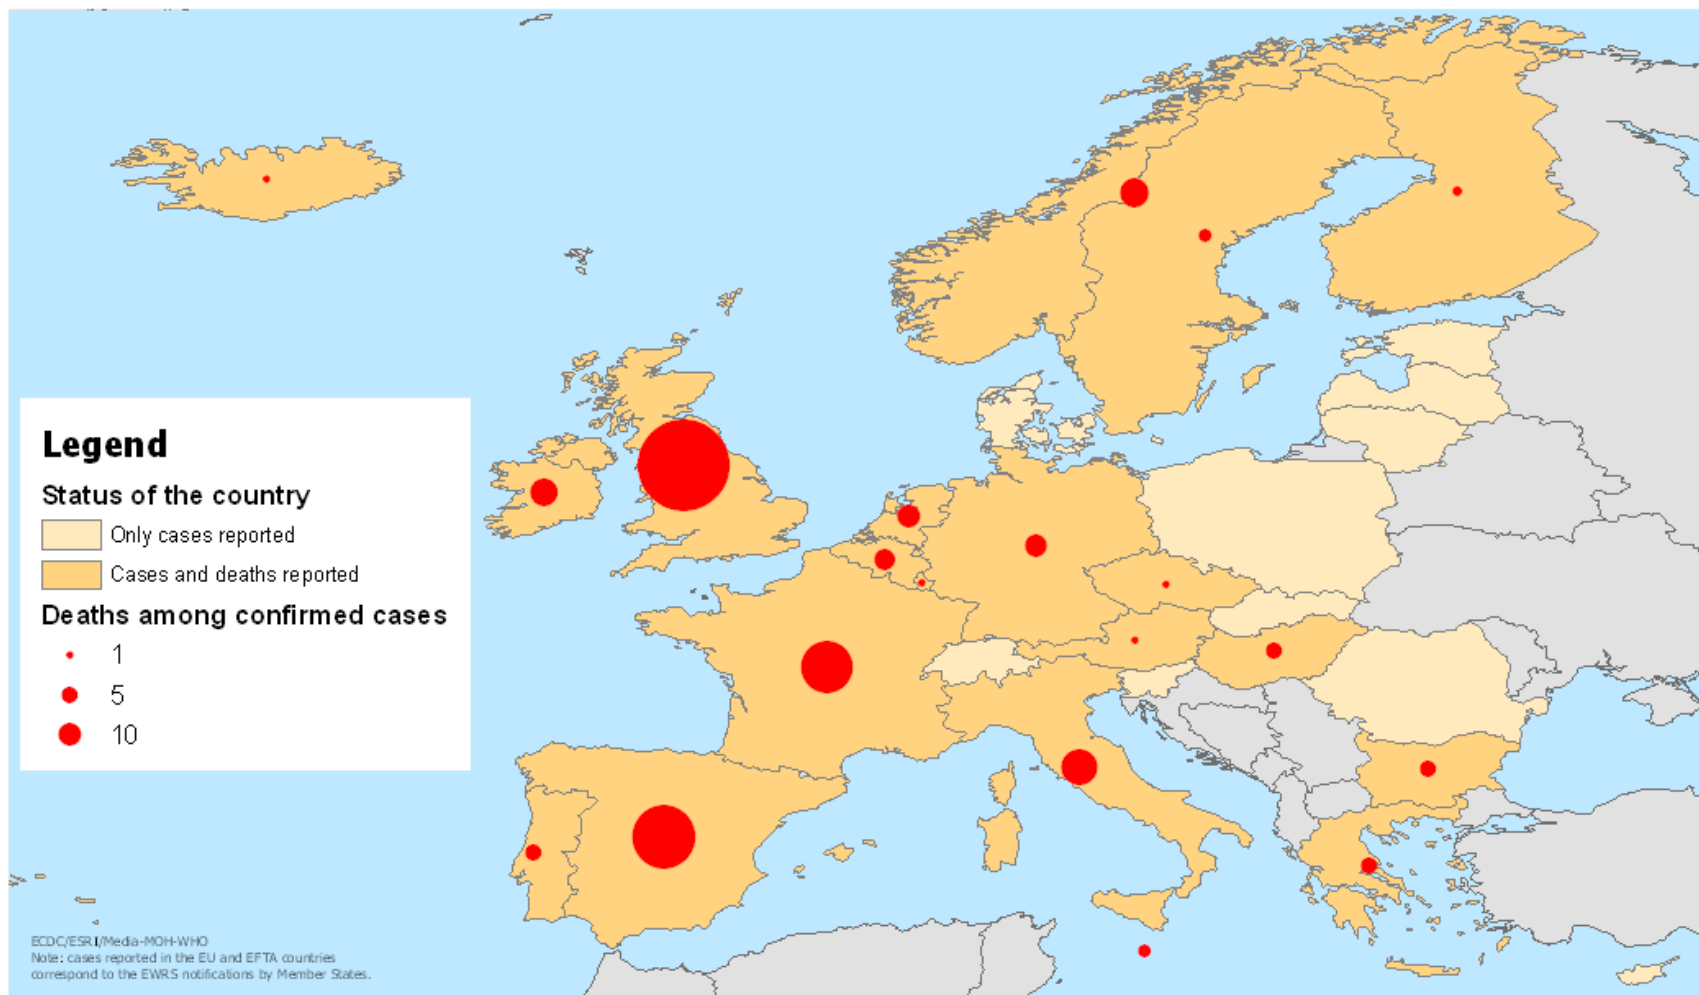 Legend
Status of the country
Only cases reported
Cases and deaths reported
Deaths among confirmed cases
1
5
10
ECDC/ESRI/Media-MOH-WHO
Note: cases reported in the EU and EFTA countries
correspond to the EWRS notifications by Member States.